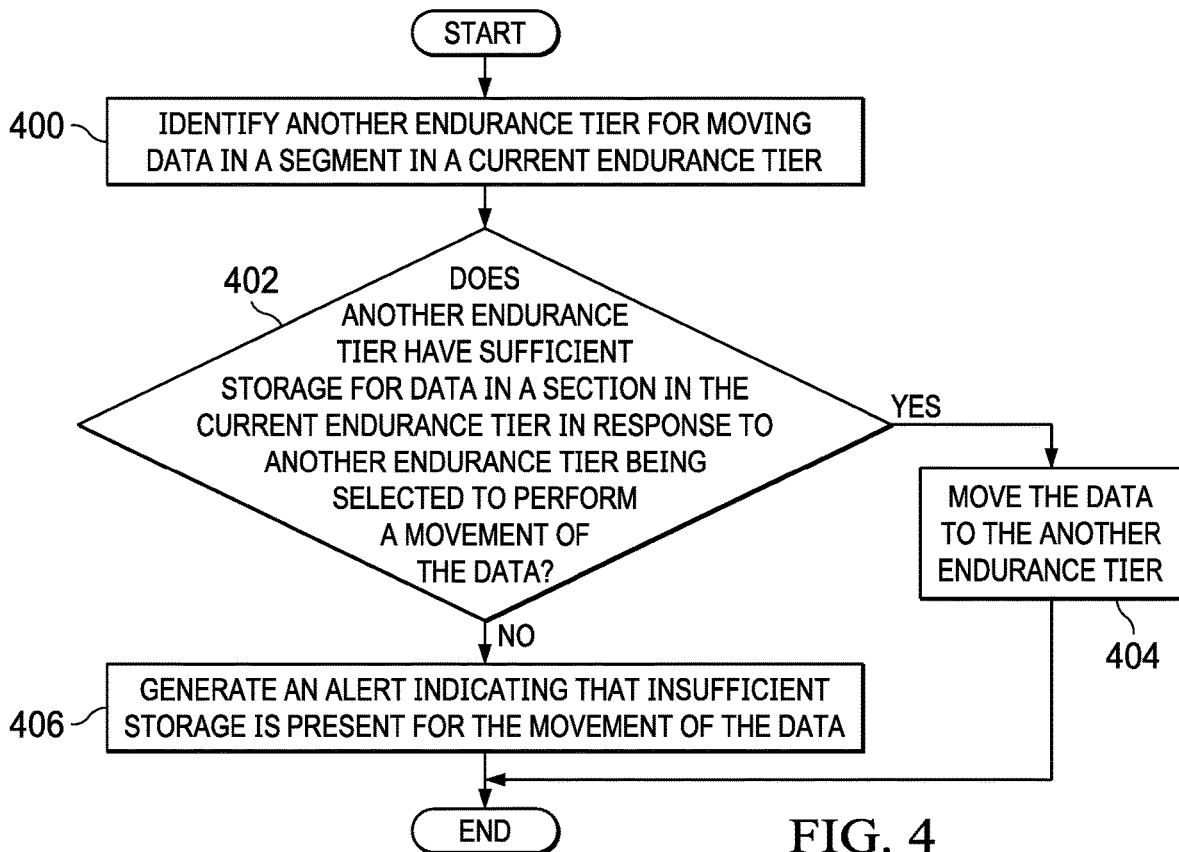 START
400
IDENTIFY ANOTHER ENDURANCE TIER FOR MOVING
DATA IN A SEGMENT IN A CURRENT ENDURANCE TIER
402
DOES
ANOTHER ENDURANCE
TIER HAVE SUFFICIENT
STORAGE FOR DATA IN A SECTION IN THE
CURRENT ENDURANCE TIER IN RESPONSE TO
ANOTHER ENDURANCE TIER BEING
SELECTED TO PERFORM
A MOVEMENT OF
THE DATA?
YES
MOVE THE DATA
TO THE ANOTHER
ENDURANCE TIER
404
NO
406
GENERATE AN ALERT INDICATING THAT INSUFFICIENT
STORAGE IS PRESENT FOR THE MOVEMENT OF THE DATA
END
FIG. 4